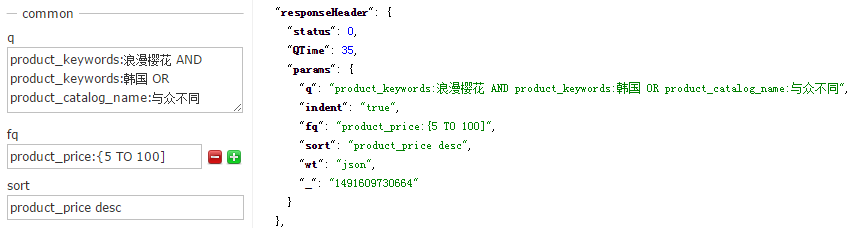 common
q
product_keywords:浪漫樱花 AND
product_keywords:韩国 OR
product_catalog_name:与众不同
fq
product_price:{5 TO 100]
sort
product_price desc
"responseHeader": {
"status": 0,
"QTime": 35,
"params": {
"q": "product_keywords:浪漫樱花 AND product_keywords:韩国 OR product_catalog_name:与众不同",
"indent": "true",
"fq": "product_price:{5 TO 100]",
"sort": "product_price desc",
"wt": "json",
"_": "1491609730664"
}
},